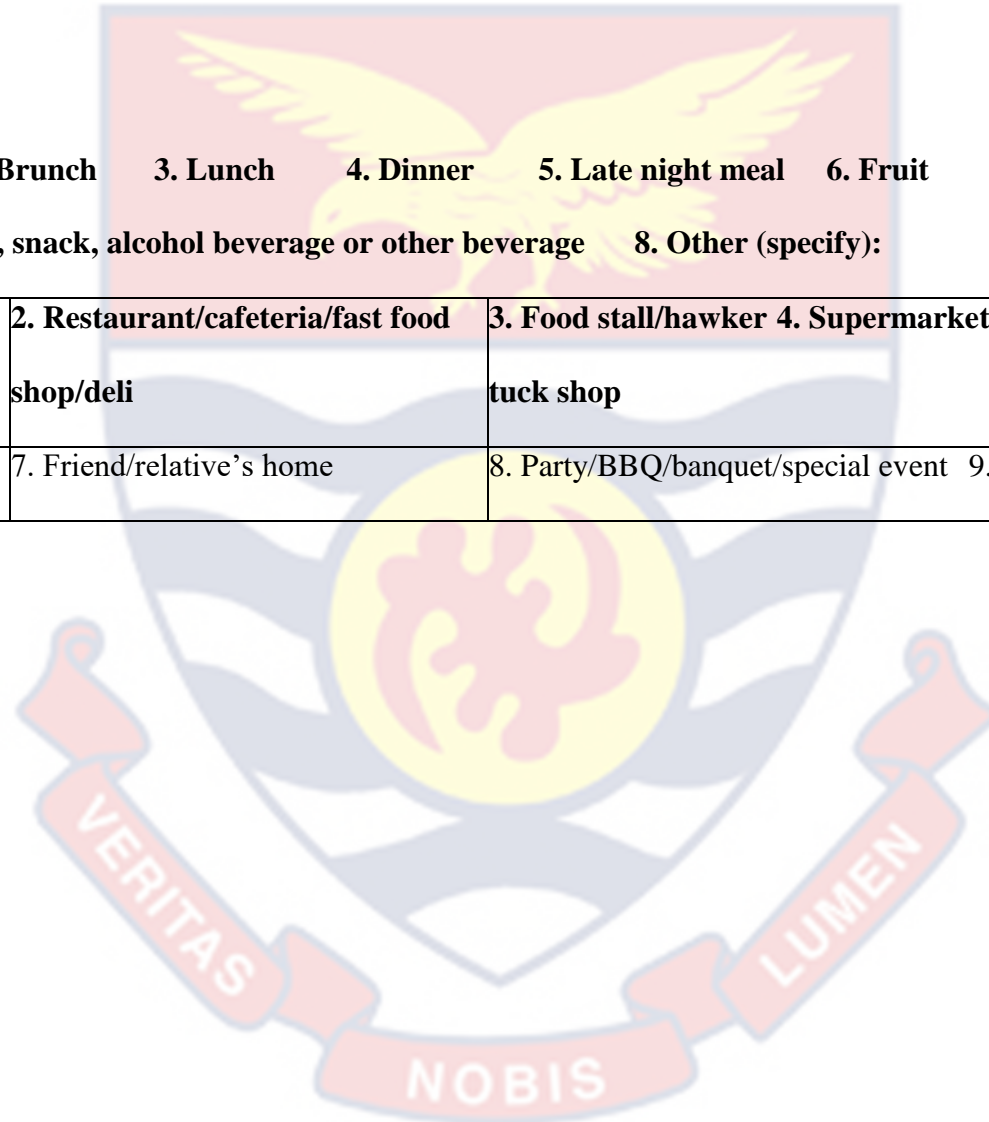 Brunch 3. Lunch 4. Dinner 5. Late night meal 6. Fruit
, snack, alcohol beverage or other beverage 8. Other (specify):
2. Restaurant/cafeteria/fast food 3. Food stall/hawker 4. Supermarket
shop/deli tuck shop
7. Friend/relative’s home 8. Party/BBQ/banquet/special event 9.
VERITAS
NOBIS
LUMEN